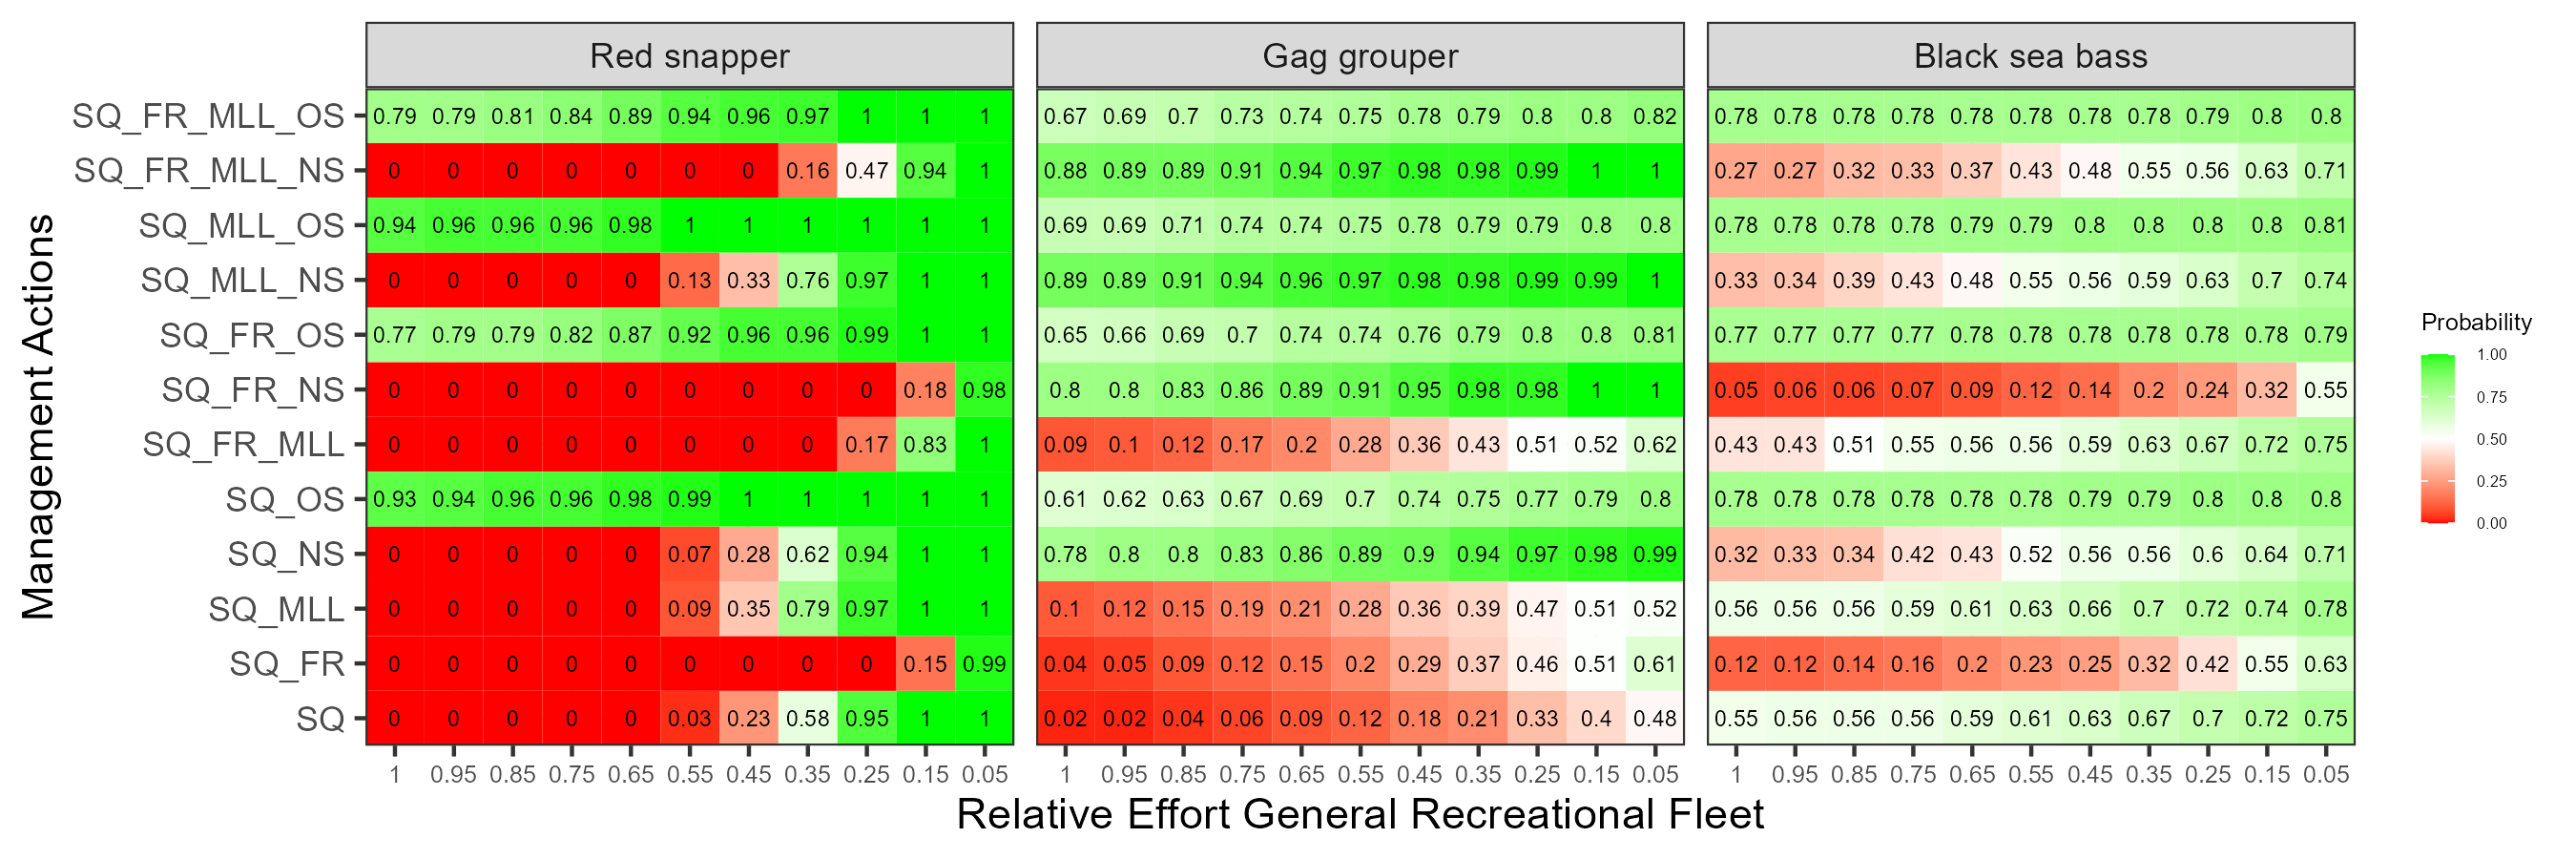 Red snapper Gag grouper Black sea bass
SQ_FR_MLL_OS 0.79 0.79 0.81 0.84 0.89 0.94 0.96 0.97 1 1 1 0.67 0.69 0.7 0.73 0.74 0.75 0.78 0.79 0.8 0.8 0.82 0.78 0.78 0.78 0.78 0.78 0.78 0.78 0.78 0.79 0.8 0.8
SQ_FR_MLL_NS 0 0 0 0 0 0 0 0.16 0.47 0.94 1 0.88 0.89 0.89 0.91 0.94 0.97 0.98 0.98 0.99 1 1 0.27 0.27 0.32 0.33 0.37 0.43 0.48 0.55 0.56 0.63 0.71
SQ_MLL_OS 0.94 0.96 0.96 0.96 0.98 1 1 1 1 1 1 0.69 0.69 0.71 0.74 0.74 0.75 0.78 0.79 0.79 0.8 0.8 0.78 0.78 0.78 0.78 0.79 0.79 0.8 0.8 0.8 0.8 0.81
SQ_MLL_NS 0 0 0 0 0 0.13 0.33 0.76 0.97 1 1 0.89 0.89 0.91 0.94 0.96 0.97 0.98 0.98 0.99 0.99 1 0.33 0.34 0.39 0.43 0.48 0.55 0.56 0.59 0.63 0.7 0.74
SQ_FR_OS 0.77 0.79 0.79 0.82 0.87 0.92 0.96 0.96 0.99 1 1 0.65 0.66 0.69 0.7 0.74 0.74 0.76 0.79 0.8 0.8 0.81 0.77 0.77 0.77 0.77 0.78 0.78 0.78 0.78 0.78 0.78 0.79
SQ_FR_NS 0 0 0 0 0 0 0 0 0 0.18 0.98 0.8 0.8 0.83 0.86 0.89 0.91 0.95 0.98 0.98 1 1 0.05 0.06 0.06 0.07 0.09 0.12 0.14 0.2 0.24 0.32 0.55
SQ_FR_MLL 0 0 0 0 0 0 0 0 0.17 0.83 1 0.09 0.1 0.12 0.17 0.2 0.28 0.36 0.43 0.51 0.52 0.62 0.43 0.43 0.51 0.55 0.56 0.56 0.59 0.63 0.67 0.72 0.75
SQ_OS 0.93 0.94 0.96 0.96 0.98 0.99 1 1 1 1 1 0.61 0.62 0.63 0.67 0.69 0.7 0.74 0.75 0.77 0.79 0.8 0.78 0.78 0.78 0.78 0.78 0.78 0.79 0.79 0.8 0.8 0.8
SQ_NS 0 0 0 0 0 0.07 0.28 0.62 0.94 1 1 0.78 0.8 0.8 0.83 0.86 0.89 0.9 0.94 0.97 0.98 0.99 0.32 0.33 0.34 0.42 0.43 0.52 0.56 0.56 0.6 0.64 0.71
SQ_MLL 0 0 0 0 0 0.09 0.35 0.79 0.97 1 1 0.1 0.12 0.15 0.19 0.21 0.28 0.36 0.39 0.47 0.51 0.52 0.56 0.56 0.56 0.59 0.61 0.63 0.66 0.7 0.72 0.74 0.78
SQ_FR 0 0 0 0 0 0 0 0 0 0.15 0.99 0.04 0.05 0.09 0.12 0.15 0.2 0.29 0.37 0.46 0.51 0.61 0.12 0.12 0.14 0.16 0.2 0.23 0.25 0.32 0.42 0.55 0.63
SQ 0 0 0 0 0 0.03 0.23 0.58 0.95 1 1 0.02 0.02 0.04 0.06 0.09 0.12 0.18 0.21 0.33 0.4 0.48 0.55 0.56 0.56 0.56 0.59 0.61 0.63 0.67 0.7 0.72 0.75
1 0.95 0.85 0.75 0.65 0.55 0.45 0.35 0.25 0.15 0.05 1 0.95 0.85 0.75 0.65 0.55 0.45 0.35 0.25 0.15 0.05 1 0.95 0.85 0.75 0.65 0.55 0.45 0.35 0.25 0.15 0.05
Relative Effort General Recreational Fleet
Management Actions
Probability
1.00
0.75
0.50
0.25
0.00